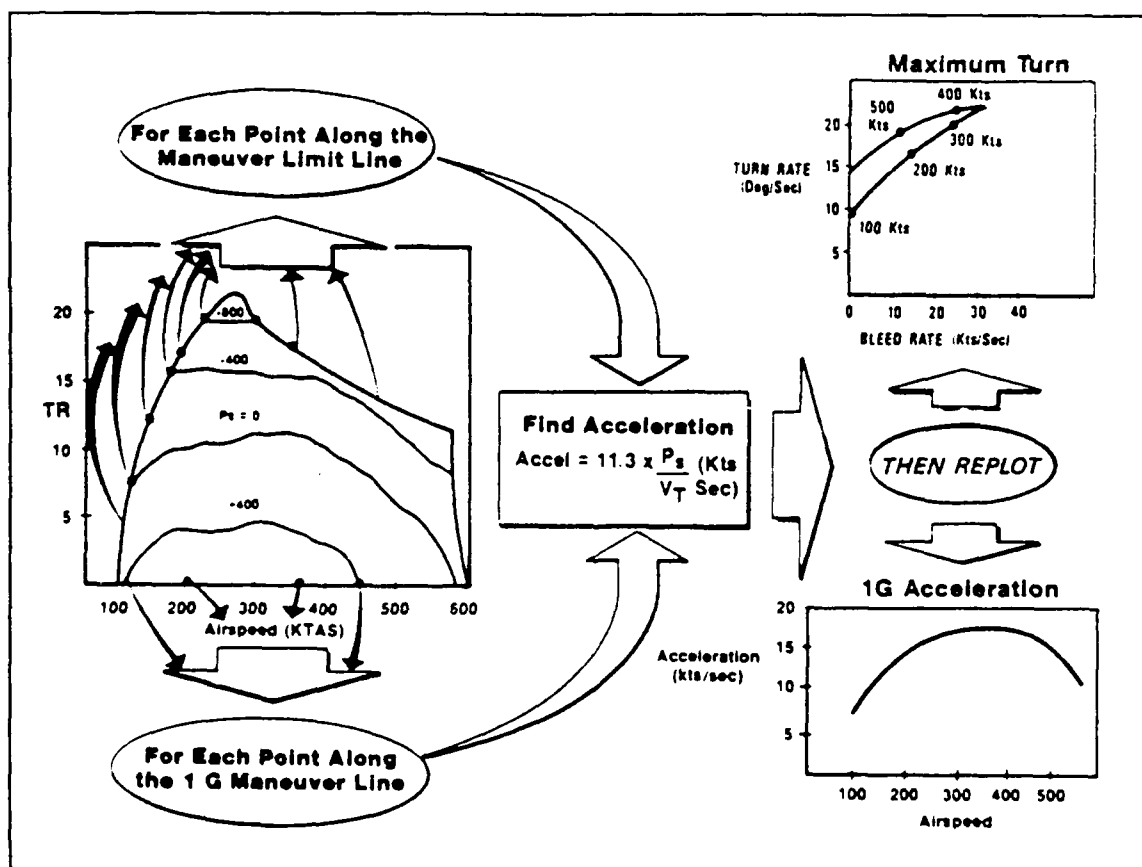 For Each Point Along the
Maneuver Limit Line
20
15
TR
10
5
-800
-400
Ps = 0
-400
100 200 300 400 500 600
Airspeed (KTAS)
For Each Point Along
the 1 G Maneuver Line
Find Acceleration
Accel = 11.3 x Ps/VT (Kts
Sec)
Maximum Turn
TURN RATE
(Deg/Sec)
20
15
10
5
500
Kts
400 Kts
300 Kts
200 Kts
100 Kts
0 10 20 30 40
BLEED RATE (Kts/Sec)
THEN REPLOT
1G Acceleration
Acceleration
(kts/sec)
20
15
10
5
100 200 300 400 500
Airspeed